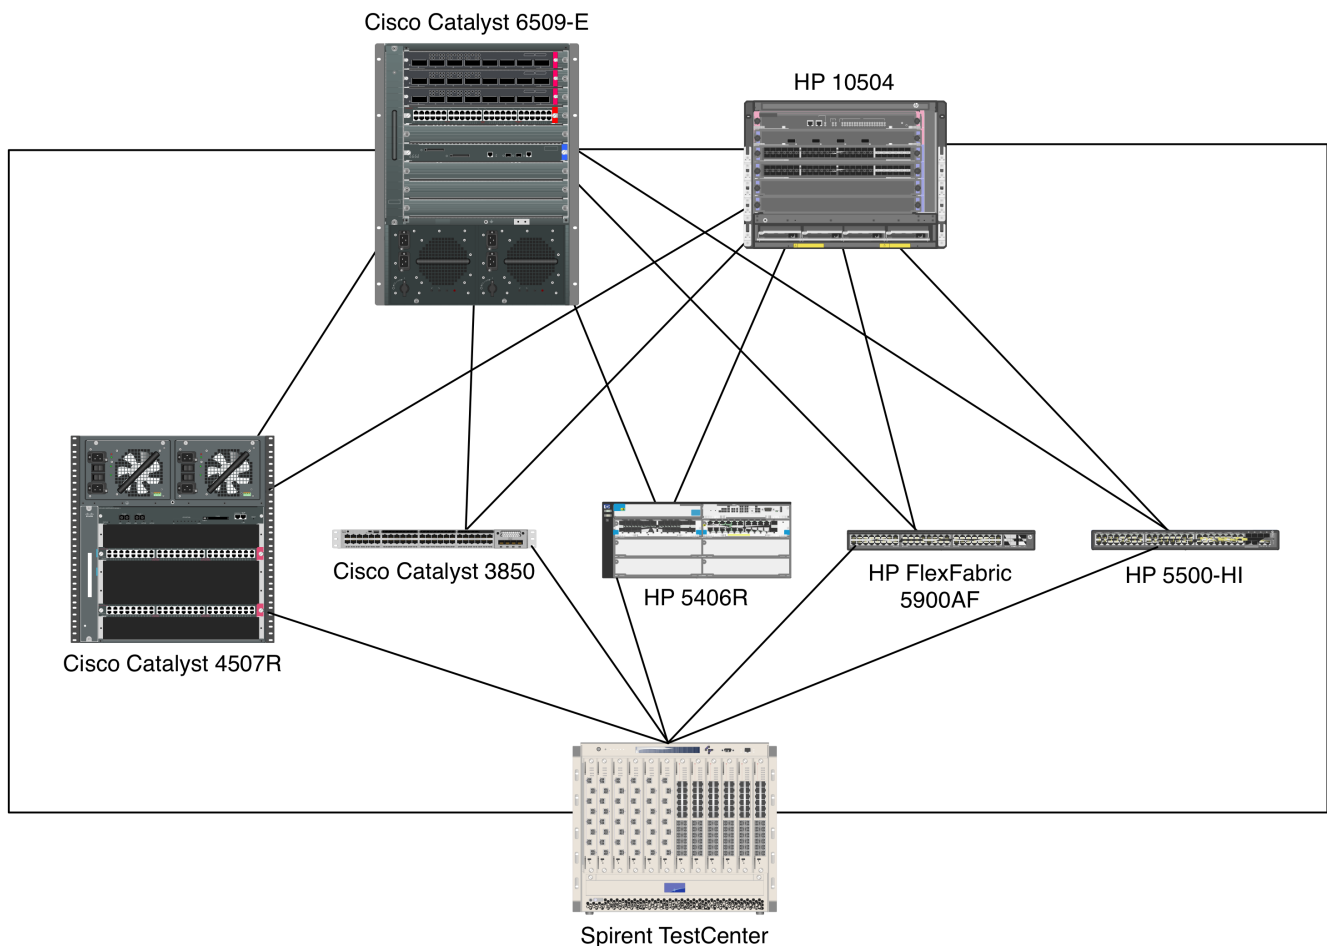 Cisco Catalyst 6509-E
HP 10504
Cisco Catalyst 3850
HP 5406R
HP FlexFabric
5900AF
HP 5500-HI
Cisco Catalyst 4507R
Spirent TestCenter